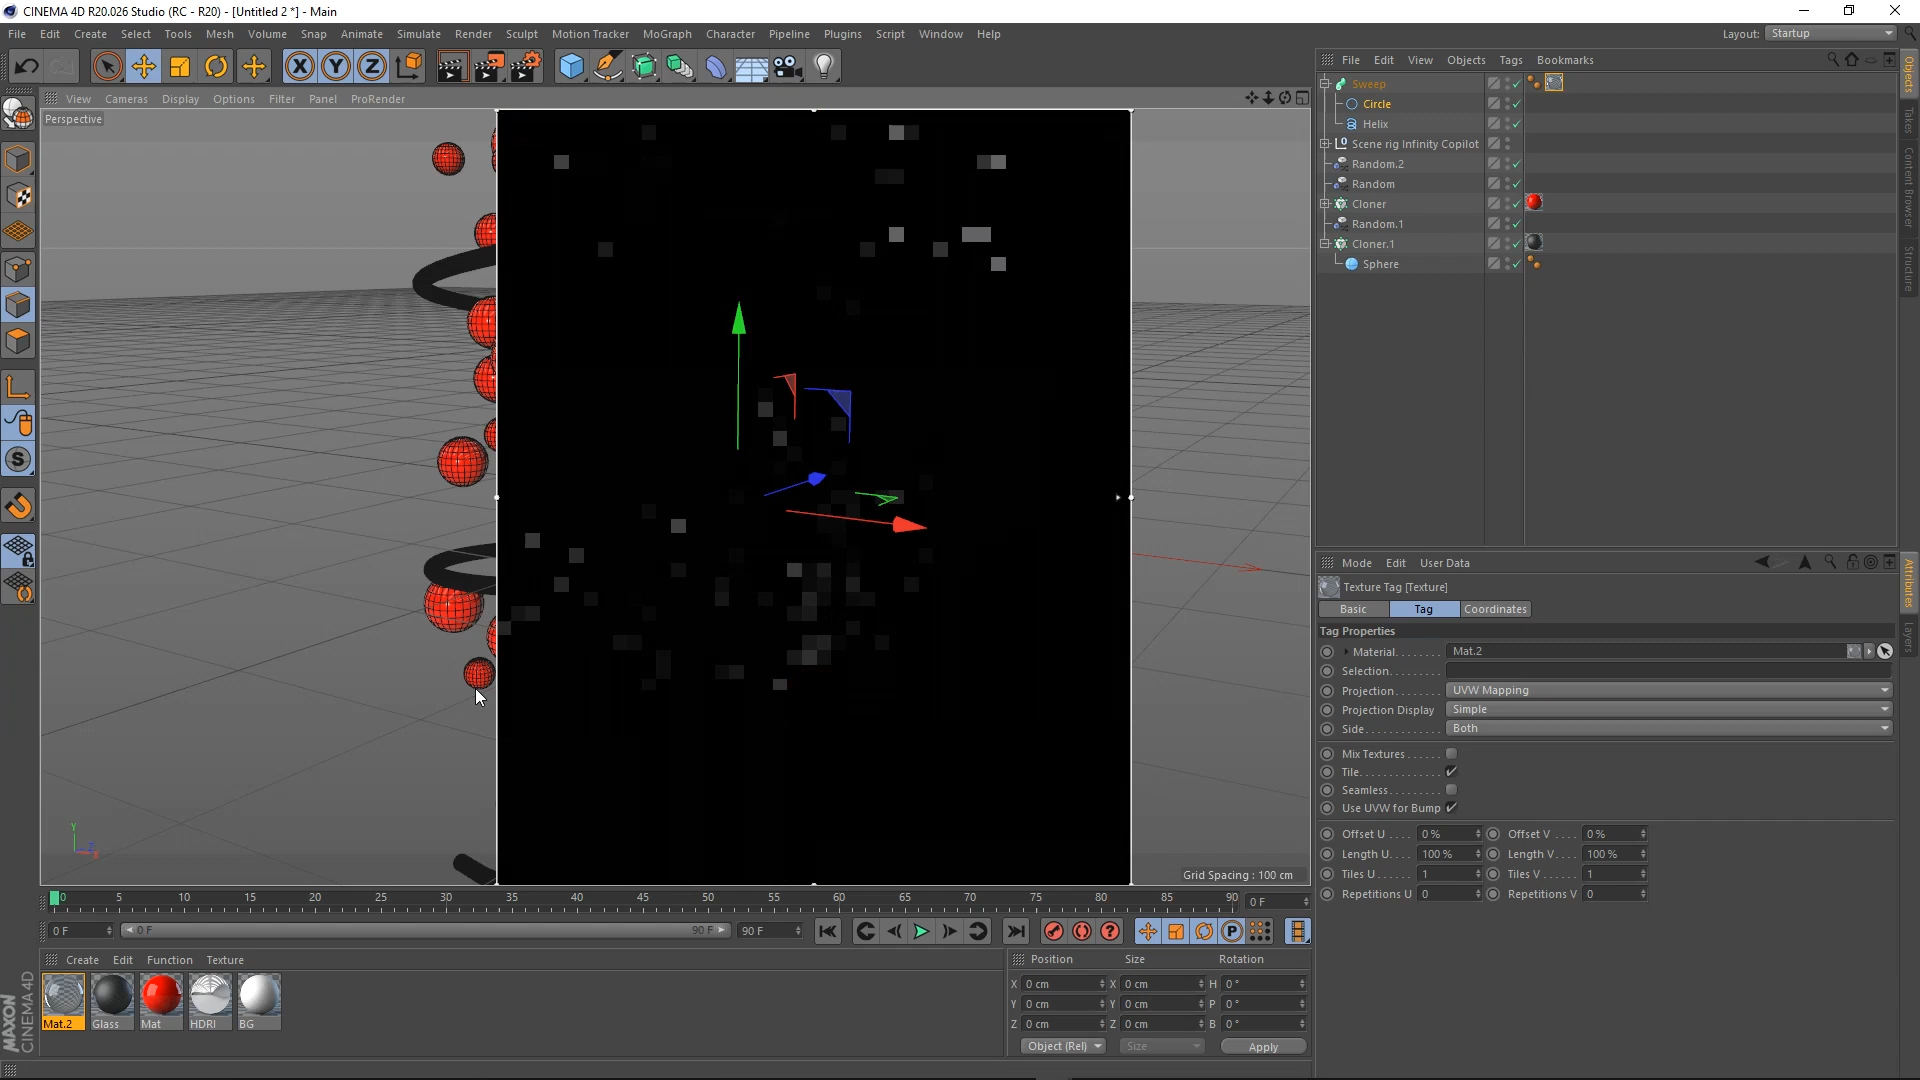 CINEMA 4D R20.026 Studio (RC - R20) - [Untitled 2 *] - Main
File Edit Create Select Tools Mesh Volume Snap Animate Simulate Render Sculpt Motion Tracker MoGraph Character Pipeline Plugins Script Window Help
Layout: Startup
File Edit View Objects Tags Bookmarks
View Cameras Display Options Filter Panel ProRender
Perspective
Sweep
Circle
Helix
Scene rig Infinity Copilot
Random.2
Random
Cloner
Random.1
Cloner.1
Sphere
Objects
Takes
Content Browser
Structure
Mode Edit User Data
Texture Tag [Texture]
Basic Tag Coordinates
Tag Properties
Material. . . . . . . . Mat.2
Selection. . . . . . . .
Projection. . . . . . . UVW Mapping
Projection Display Simple
Side. . . . . . . . . . . . Both
Mix Textures . . . . . .
Tile. . . . . . . . . . . . .
Seamless. . . . . . . . .
Use UVW for Bump
Offset U . . . . 0 % Offset V . . . . 0 %
Length U. . . . 100 % Length V. . . . 100 %
Tiles U . . . . . . 1 Tiles V . . . . . . 1
Repetitions U 0 Repetitions V 0
Attributes
Layers
Y
Z
X
Grid Spacing : 100 cm
0 5 10 15 20 25 30 35 40 45 50 55 60 65 70 75 80 85 90 0 F
0 F 0 F 90 F 90 F
Create Edit Function Texture
Mat.2 Glass Mat HDRI BG
Position Size Rotation
X 0 cm X 0 cm H 0 °
Y 0 cm Y 0 cm P 0 °
Z 0 cm Z 0 cm B 0 °
Object (Rel) Size Apply
MAXON
CINEMA 4D